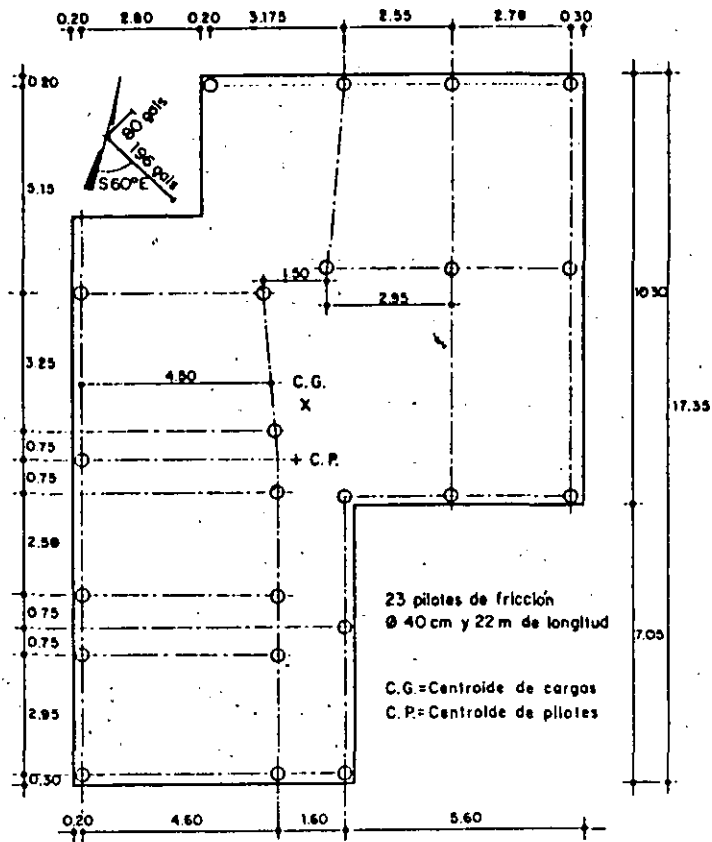 0.20 2.80 0.20 3.175 2.55 2.78 0.30
0.20
80 gals
196 gals
S60°E
5.15
1.50
2.95
10.30
3.25
4.50
C.G.
X
17.35
0.75
+ C.P.
0.75
2.50
23 pilotes de fricción
Ø 40 cm y 22 m de longitud
0.75
7.05
0.75
C.G.=Centroide de cargas
C.P.=Centroide de pilotes
2.95
0.30
0.20 4.60 1.60 5.60